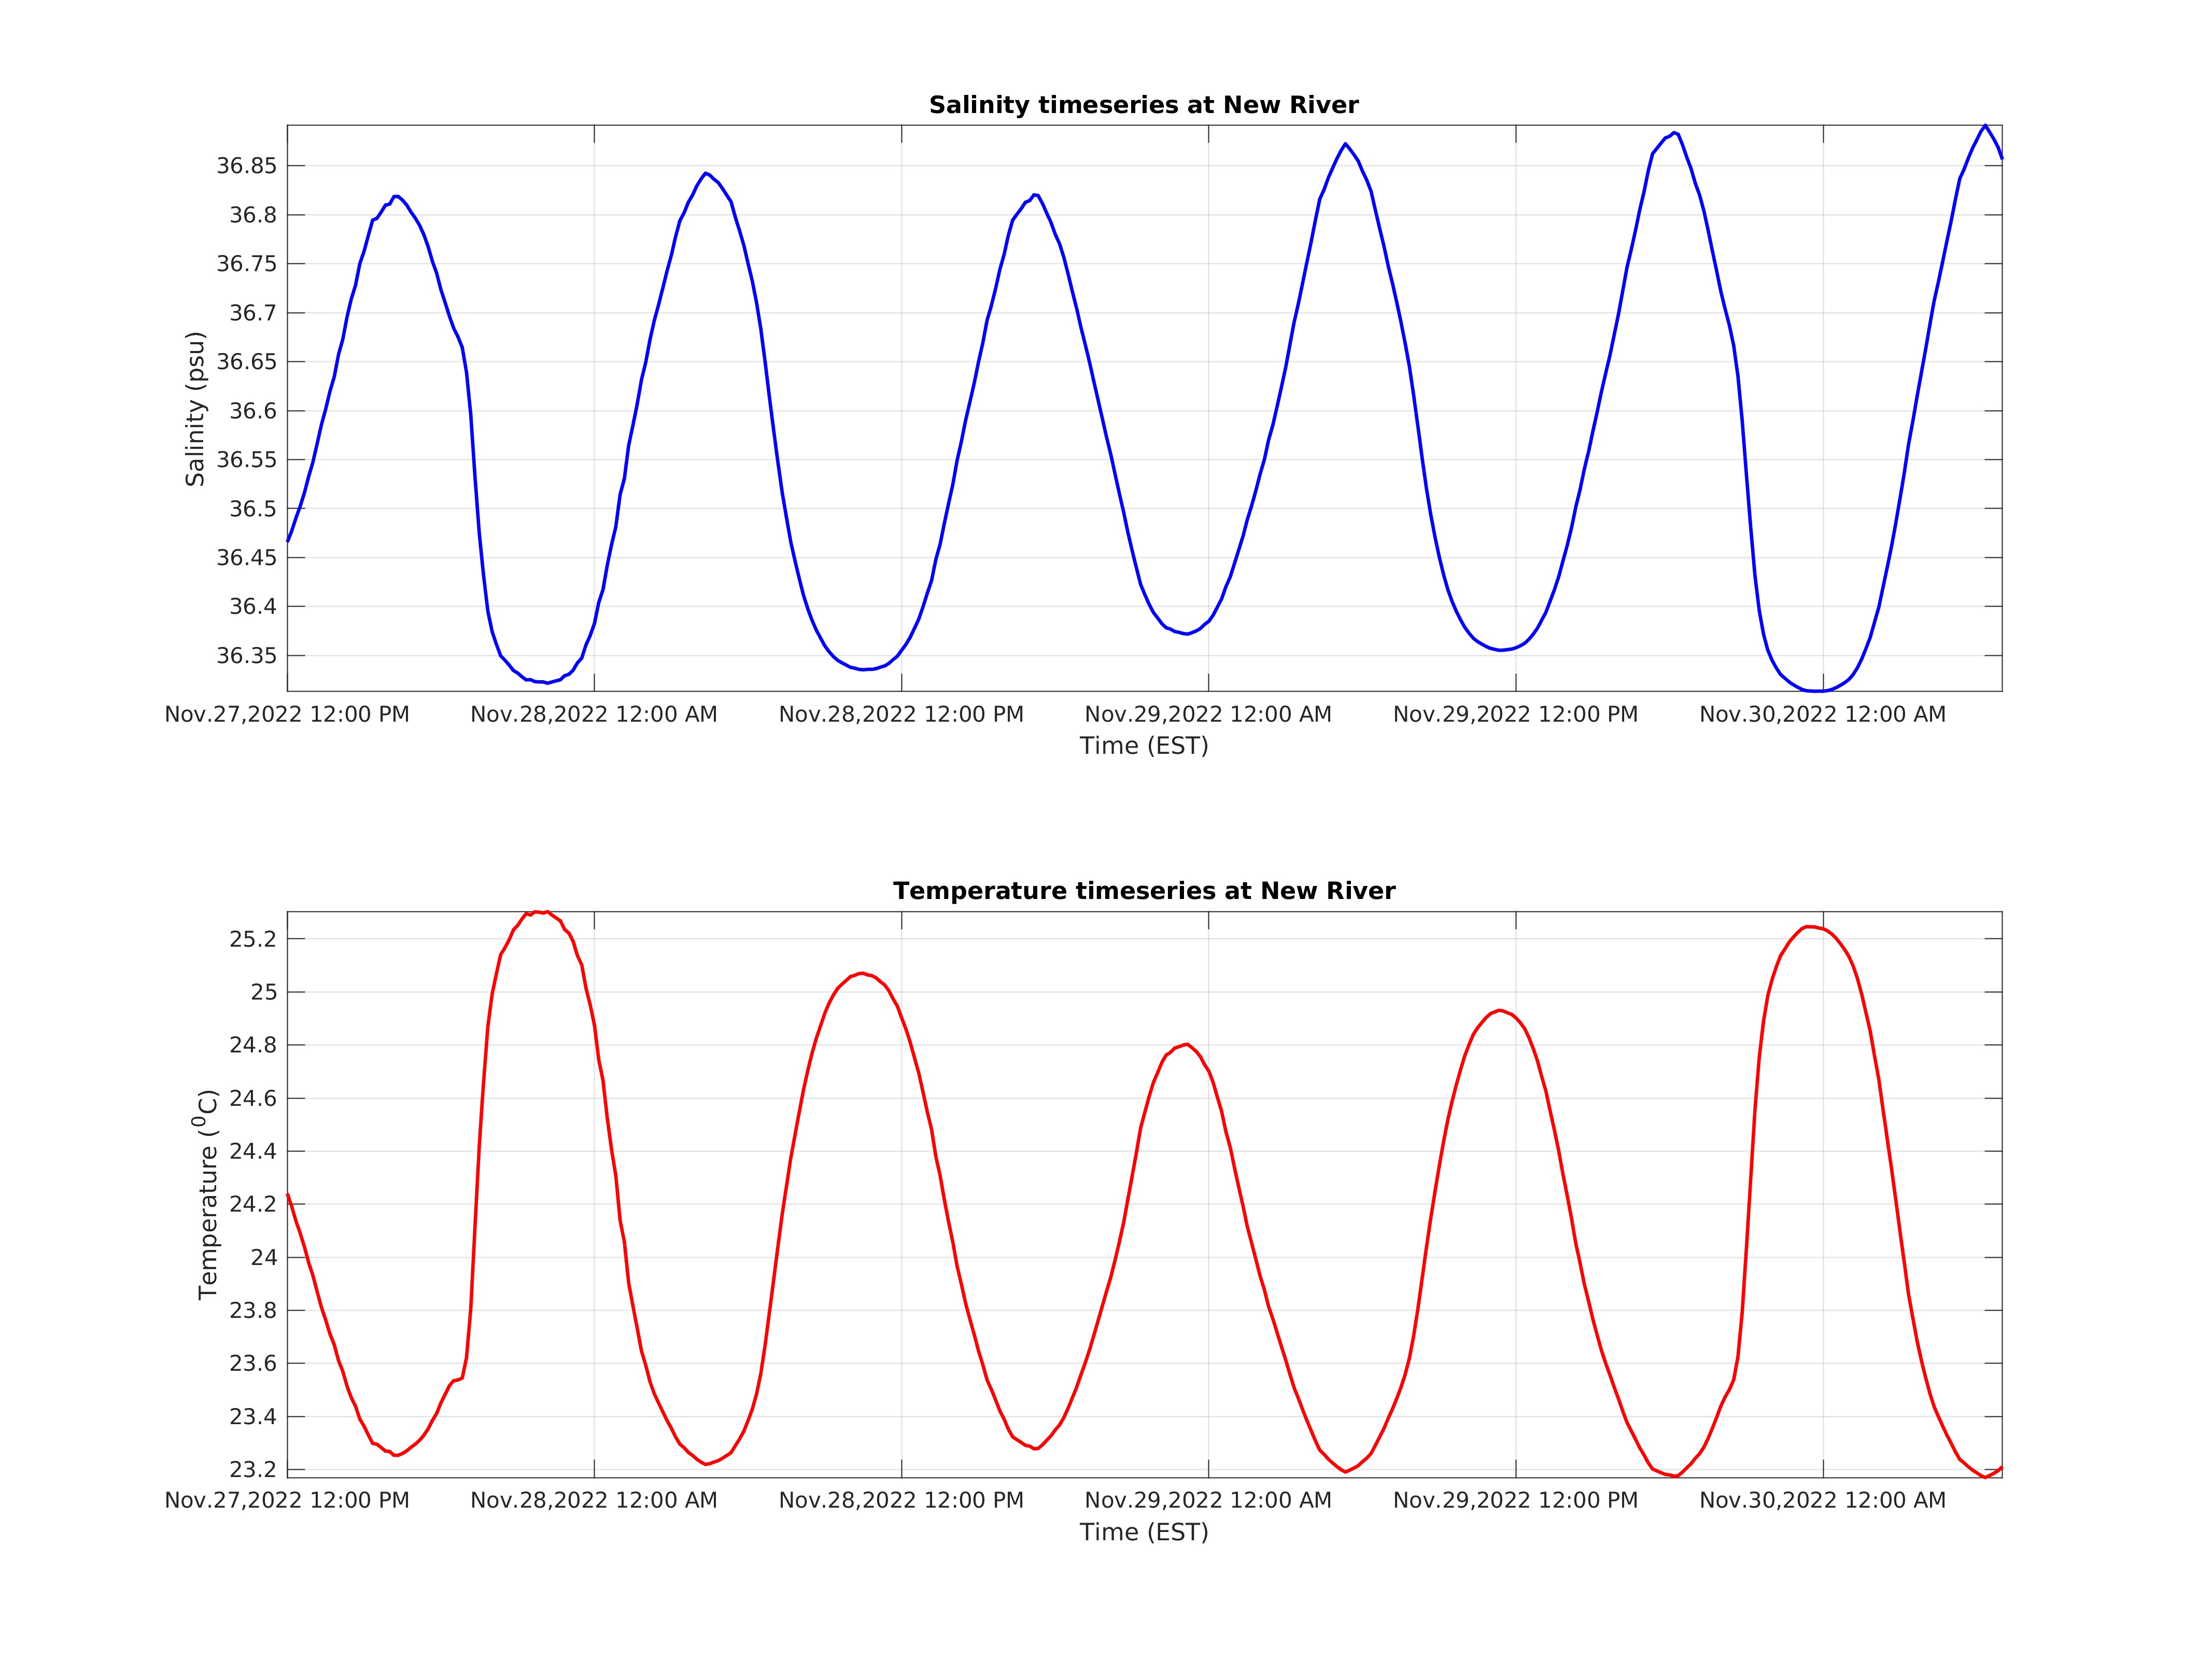 Salinity timeseries at New River
Salinity (psu)
36.85
36.8
36.75
36.7
36.65
36.6
36.55
36.5
36.45
36.4
36.35
Nov.27,2022 12:00 PM Nov.28,2022 12:00 AM Nov.28,2022 12:00 PM Nov.29,2022 12:00 AM Nov.29,2022 12:00 PM Nov.30,2022 12:00 AM
Time (EST)
Temperature timeseries at New River
Temperature (⁰C)
25.2
25
24.8
24.6
24.4
24.2
24
23.8
23.6
23.4
23.2
Nov.27,2022 12:00 PM Nov.28,2022 12:00 AM Nov.28,2022 12:00 PM Nov.29,2022 12:00 AM Nov.29,2022 12:00 PM Nov.30,2022 12:00 AM
Time (EST)